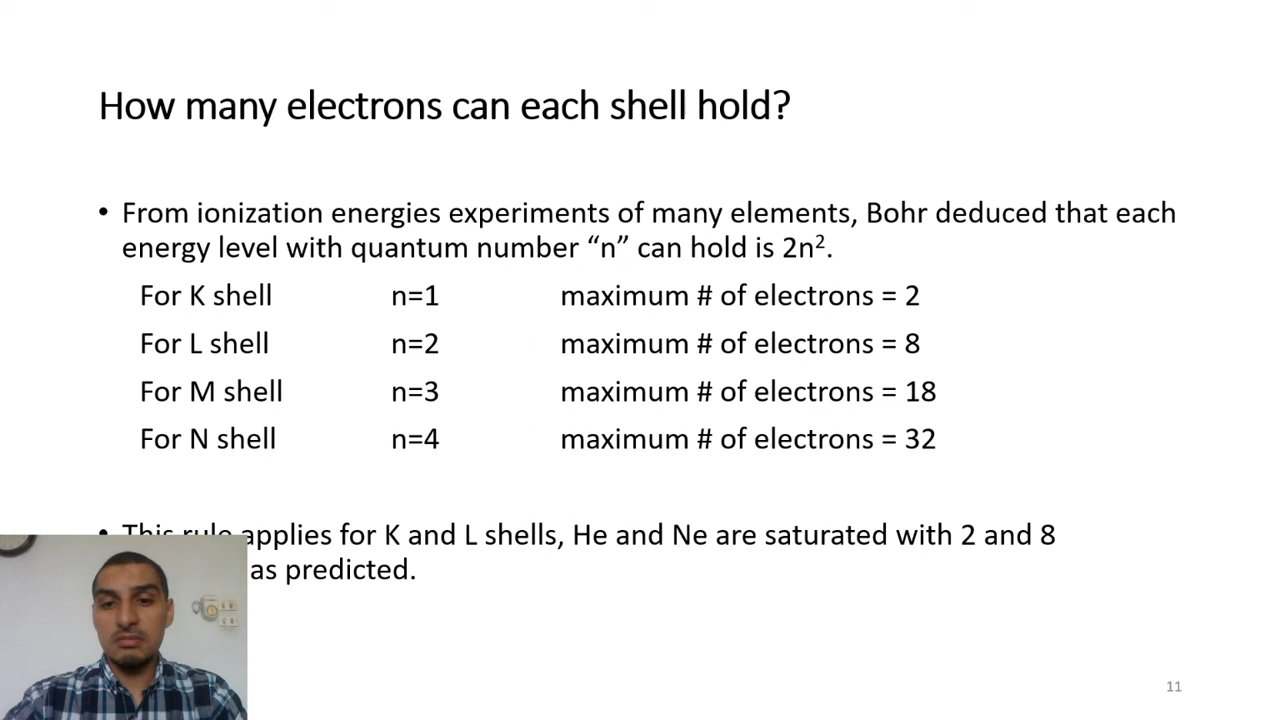 How many electrons can each shell hold?
• From ionization energies experiments of many elements, Bohr deduced that each
energy level with quantum number “n” can hold is 2n².
For K shell n=1 maximum # of electrons = 2
For L shell n=2 maximum # of electrons = 8
For M shell n=3 maximum # of electrons = 18
For N shell n=4 maximum # of electrons = 32
• This rule applies for K and L shells, He and Ne are saturated with 2 and 8
as predicted.
11